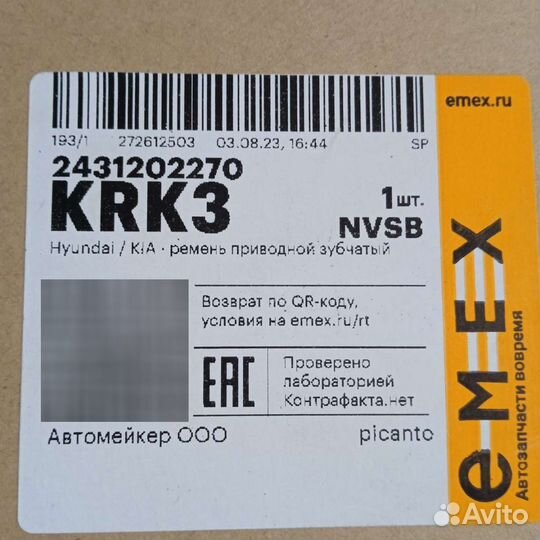 emex.ru
193/1 272612503 03.08.23, 16:44 SP
2431202270
KRK3
1 шт.
NVSB
Hyundai / KIA - ремень приводной зубчатый
Возврат по QR-коду,
условия на emex.ru/rt
EAC
Проверено
лабораторией
Контрафакта.нет
Автомейкер ООО picanto
e-M-E-X
Автозапчасти вовремя
Avito